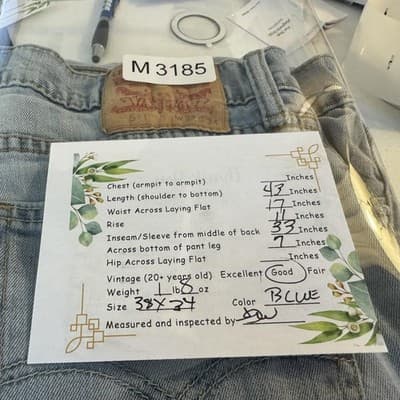 M 3185
Chest (armpit to armpit) Inches
Length (shoulder to bottom) 43 Inches
Waist Across Laying Flat 17 Inches
Rise 11 Inches
Inseam/Sleeve from middle of back 33 Inches
Across bottom of pant leg 7 Inches
Hip Across Laying Flat Inches
Vintage (20+ years old) Excellent Good Fair
Weight 1 lb 8 oz
Size 38X34 Color BLUE
Measured and inspected by